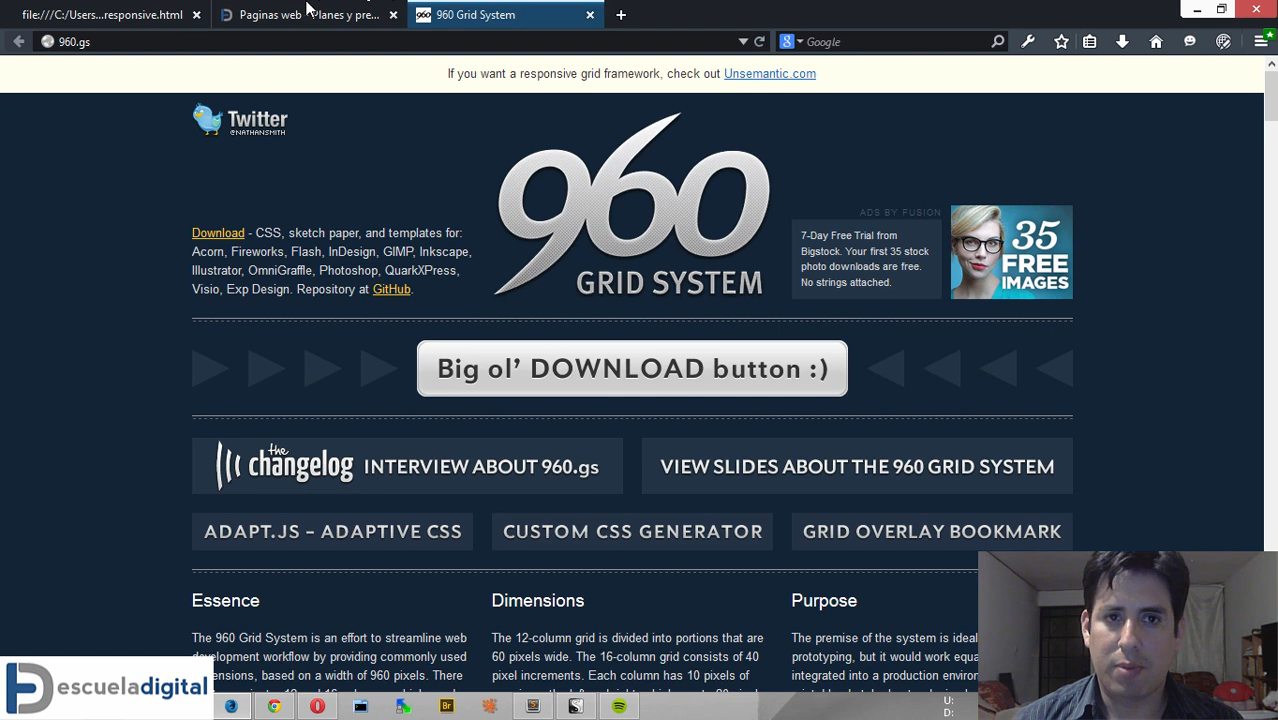 file:///C:/Users...responsive.html
Paginas web - Planes y pre...
960 960 Grid System
960.gs
Google
If you want a responsive grid framework, check out Unsemantic.com
Twitter
@NATHANSMITH
960
GRID SYSTEM
Download - CSS, sketch paper, and templates for:
Acorn, Fireworks, Flash, InDesign, GIMP, Inkscape,
Illustrator, OmniGraffle, Photoshop, QuarkXPress,
Visio, Exp Design. Repository at GitHub.
ADS BY FUSION
7-Day Free Trial from
Bigstock. Your first 35 stock
photo downloads are free.
No strings attached.
35
FREE
IMAGES
Big ol’ DOWNLOAD button :)
the
changelog INTERVIEW ABOUT 960.gs
VIEW SLIDES ABOUT THE 960 GRID SYSTEM
ADAPT.JS – ADAPTIVE CSS
CUSTOM CSS GENERATOR
GRID OVERLAY BOOKMARK
Essence
The 960 Grid System is an effort to streamline web
development workflow by providing commonly used
dimensions, based on a width of 960 pixels. There
Dimensions
The 12-column grid is divided into portions that are
60 pixels wide. The 16-column grid consists of 40
pixel increments. Each column has 10 pixels of
Purpose
The premise of the system is ideal
prototyping, but it would work equa
integrated into a production environ
escueladigital
Br
U:
D: